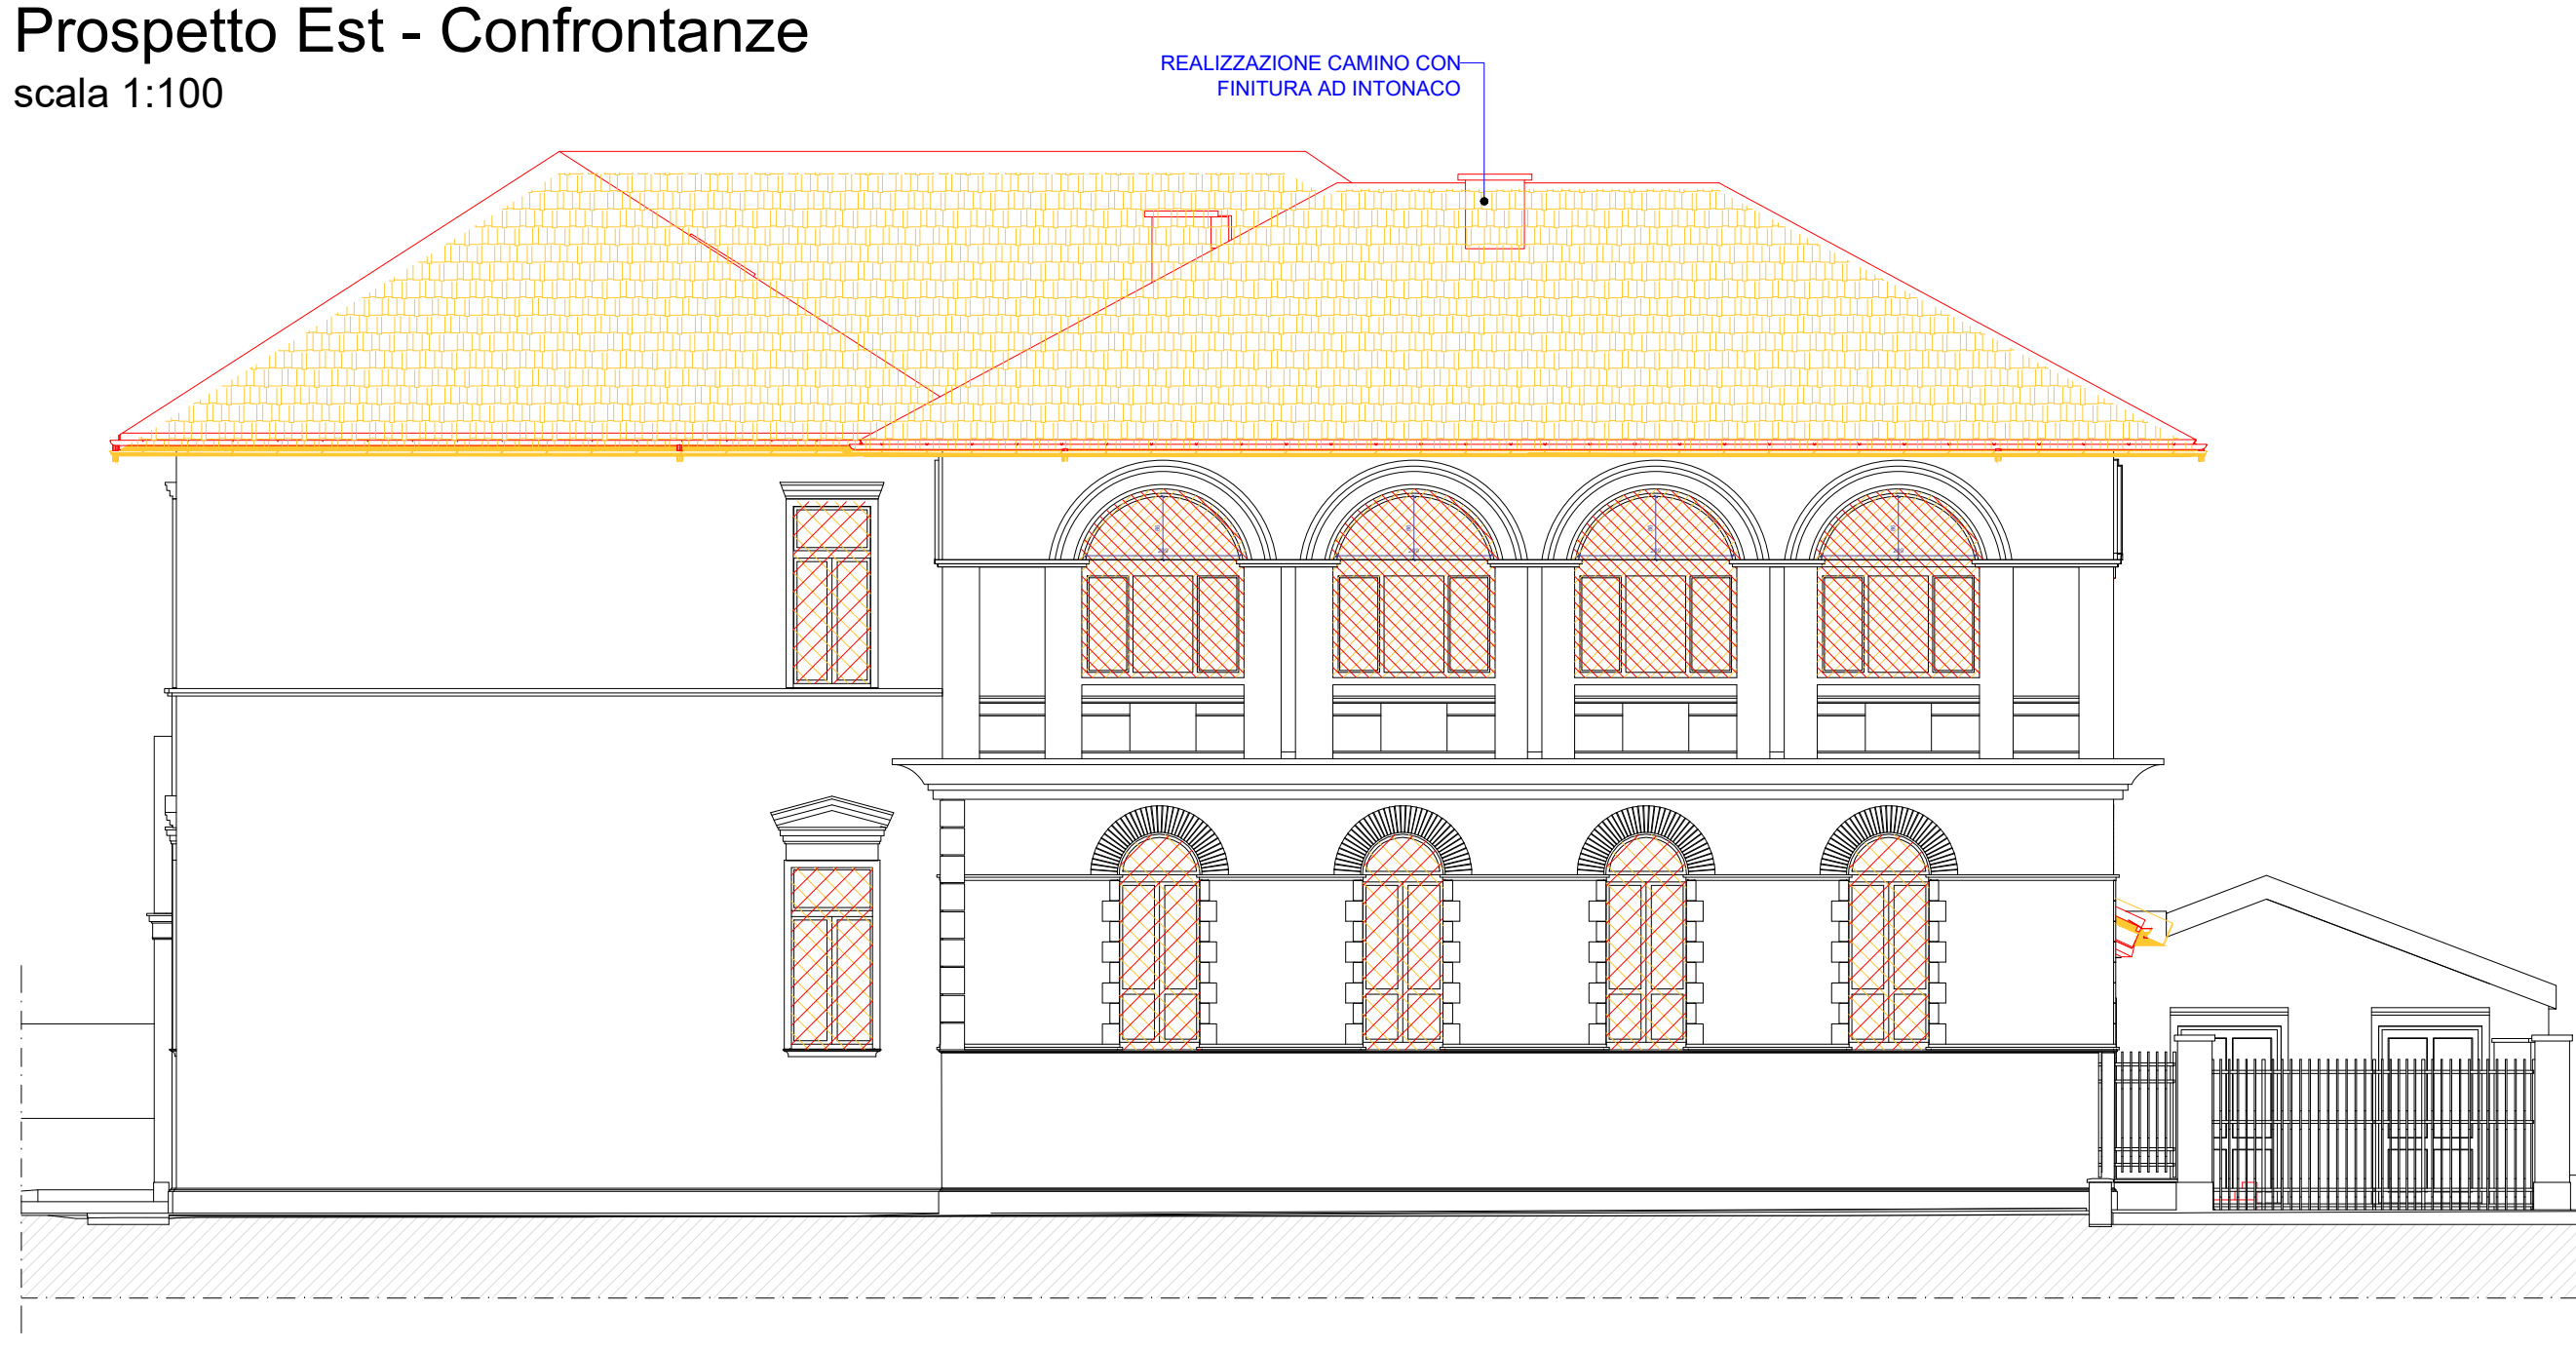 Prospetto Est - Confrontanze
scala 1:100
REALIZZAZIONE CAMINO CON
FINITURA AD INTONACO